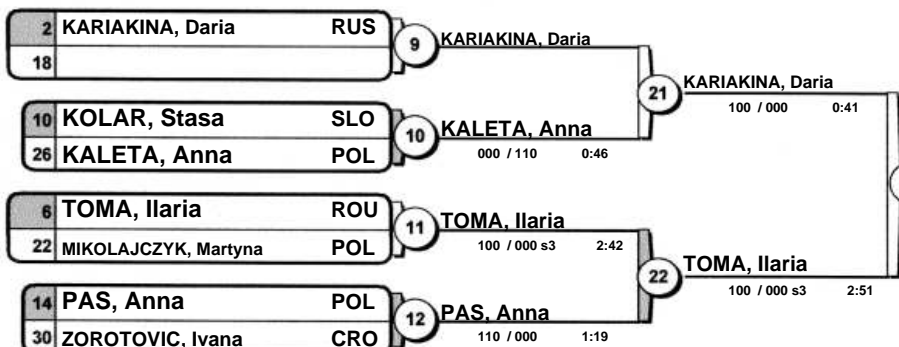 2 KARIAKINA, Daria RUS
18
9 KARIAKINA, Daria
10 KOLAR, Stasa SLO
26 KALETA, Anna POL
10 KALETA, Anna
000 / 110 0:46
21 KARIAKINA, Daria
100 / 000 0:41
6 TOMA, Ilaria ROU
22 MIKOLAJCZYK, Martyna POL
11 TOMA, Ilaria
100 / 000 s3 2:42
14 PAS, Anna POL
30 ZOROTOVIC, Ivana CRO
12 PAS, Anna
110 / 000 1:19
22 TOMA, Ilaria
100 / 000 s3 2:51